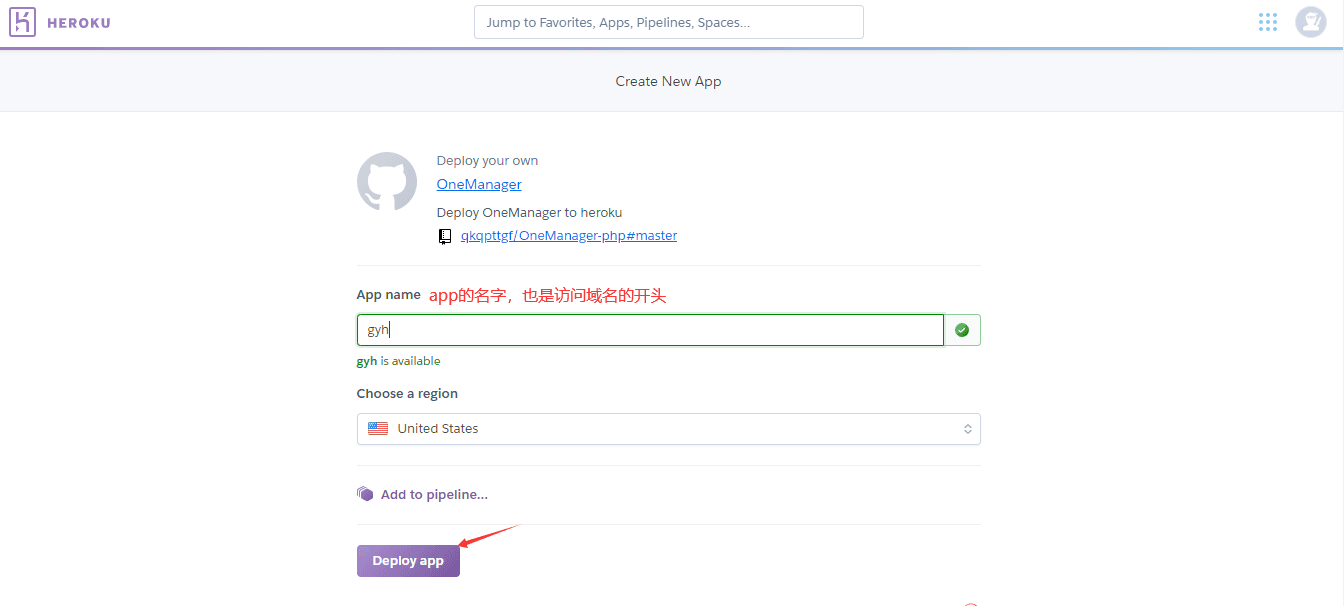 HEROKU
Jump to Favorites, Apps, Pipelines, Spaces...
Create New App
Deploy your own
OneManager
Deploy OneManager to heroku
qkqpttgf/OneManager-php#master
App name app的名字，也是访问域名的开头
gyh
gyh is available
Choose a region
United States
Add to pipeline...
Deploy app